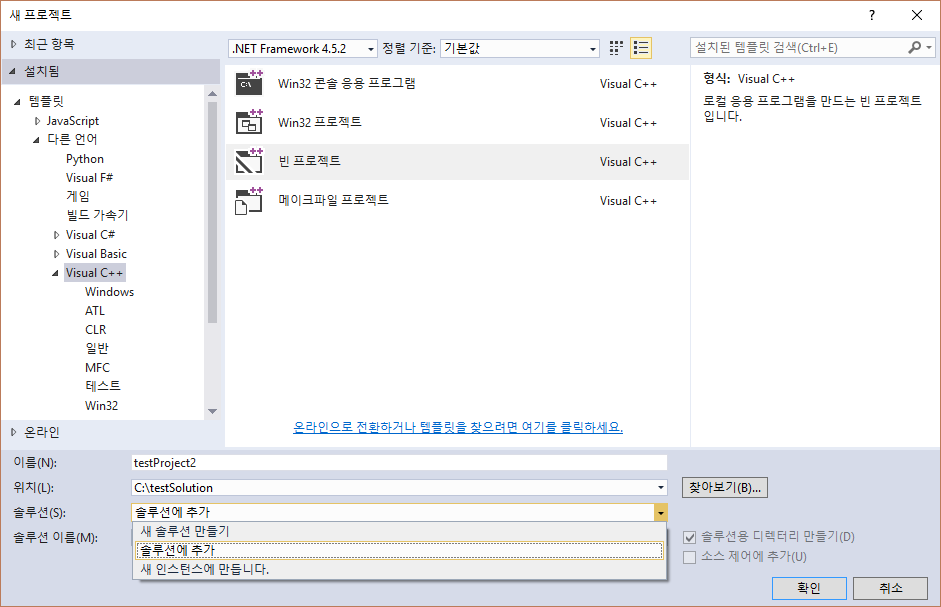 새 프로젝트
?
최근 항목
설치됨
템플릿
JavaScript
다른 언어
Python
Visual F#
게임
빌드 가속기
Visual C#
Visual Basic
Visual C++
Windows
ATL
CLR
일반
MFC
테스트
Win32
온라인
.NET Framework 4.5.2
정렬 기준: 기본값
Win32 콘솔 응용 프로그램 Visual C++
Win32 프로젝트 Visual C++
빈 프로젝트 Visual C++
메이크파일 프로젝트 Visual C++
온라인으로 전환하거나 템플릿을 찾으려면 여기를 클릭하세요.
설치된 템플릿 검색(Ctrl+E)
형식: Visual C++
로컬 응용 프로그램을 만드는 빈 프로젝트
입니다.
이름(N): testProject2
위치(L): C:\testSolution 찾아보기(B)...
솔루션(S): 솔루션에 추가
새 솔루션 만들기
솔루션에 추가
새 인스턴스에 만듭니다.
솔루션 이름(M):
솔루션용 디렉터리 만들기(D)
소스 제어에 추가(U)
확인 취소